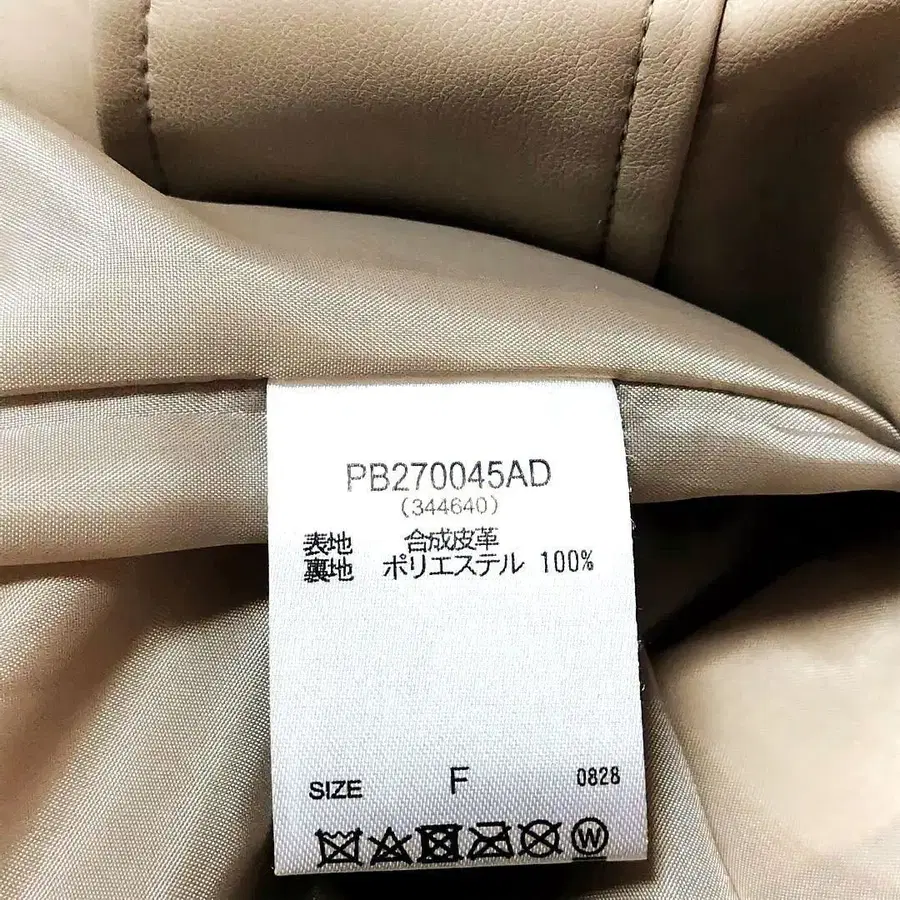 PB270045AD
(344640)
表地 合成皮革
裏地 ポリエステル 100%
SIZE F 0828
W